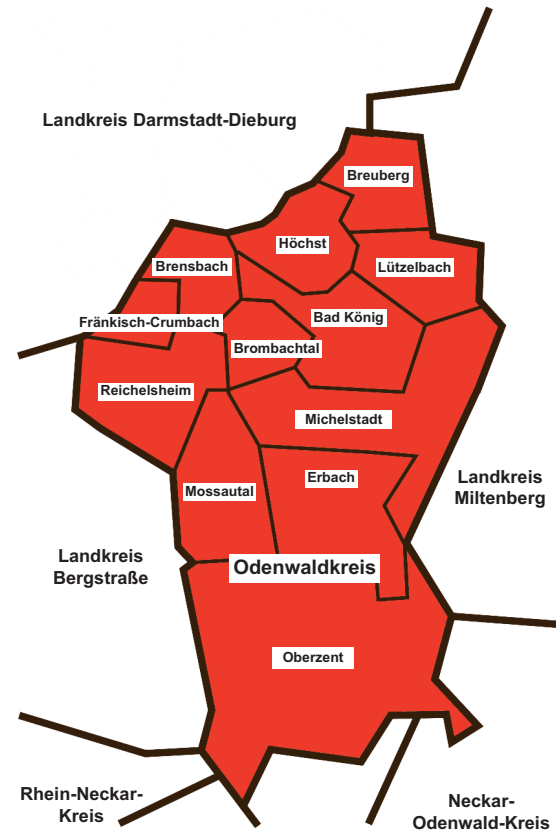 Landkreis Darmstadt-Dieburg
Breuberg
Höchst
Brensbach
Lützelbach
Fränkisch-Crumbach
Bad König
Brombachtal
Reichelsheim
Michelstadt
Erbach
Mossautal
Landkreis
Miltenberg
Landkreis
Bergstraße
Odenwaldkreis
Oberzent
Rhein-Neckar-
Kreis
Neckar-
Odenwald-Kreis